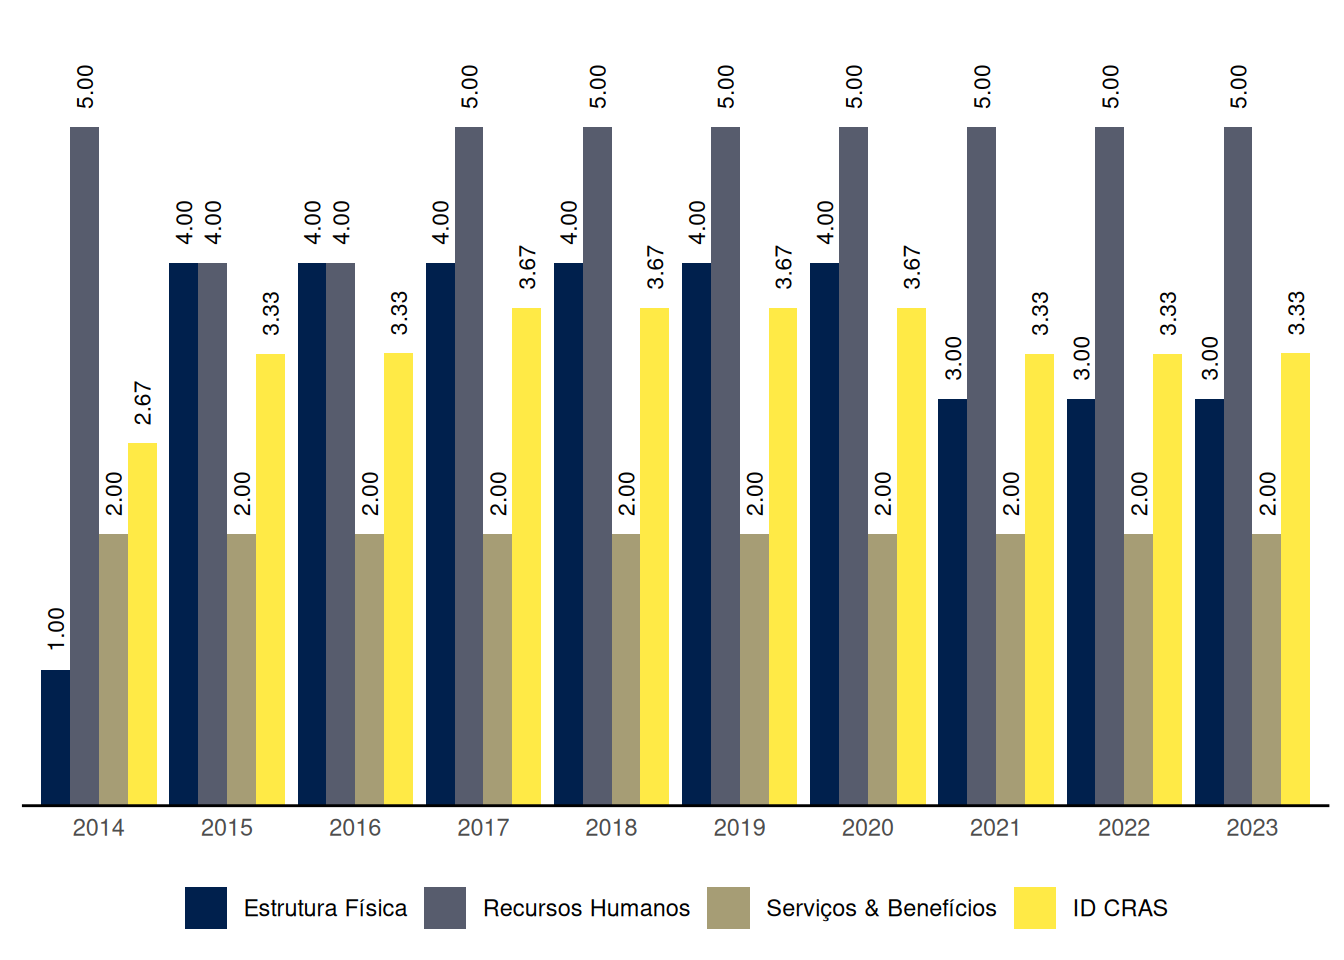 5.00 5.00 5.00 5.00 5.00 5.00 5.00 5.00
4.00 4.00 4.00 4.00 4.00 4.00 4.00 4.00
3.67 3.67 3.67 3.67
3.33 3.33 3.33 3.33 3.33
3.00 3.00 3.00
2.67
2.00 2.00 2.00 2.00 2.00 2.00 2.00 2.00 2.00 2.00
1.00
2014 2015 2016 2017 2018 2019 2020 2021 2022 2023
Estrutura Física Recursos Humanos Serviços & Benefícios ID CRAS